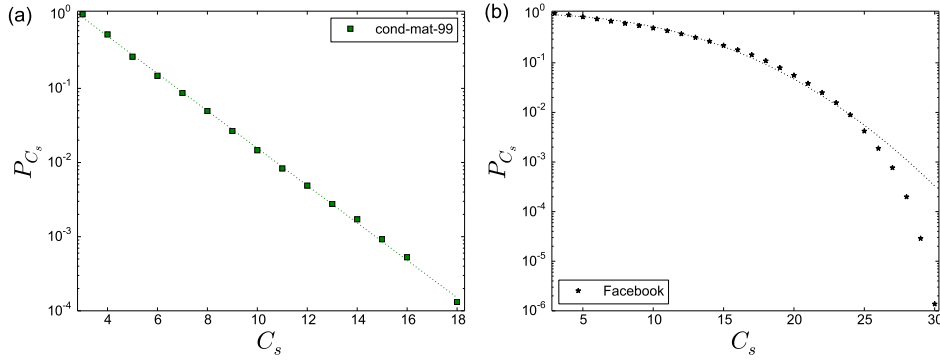 (a)
cond-mat-99
10^0
10^-1
10^-2
10^-3
10^-4
P_{C_s}
4 6 8 10 12 14 16 18
C_s
(b)
10^0
10^-1
10^-2
10^-3
10^-4
10^-5
10^-6
P_{C_s}
Facebook
5 10 15 20 25 30
C_s